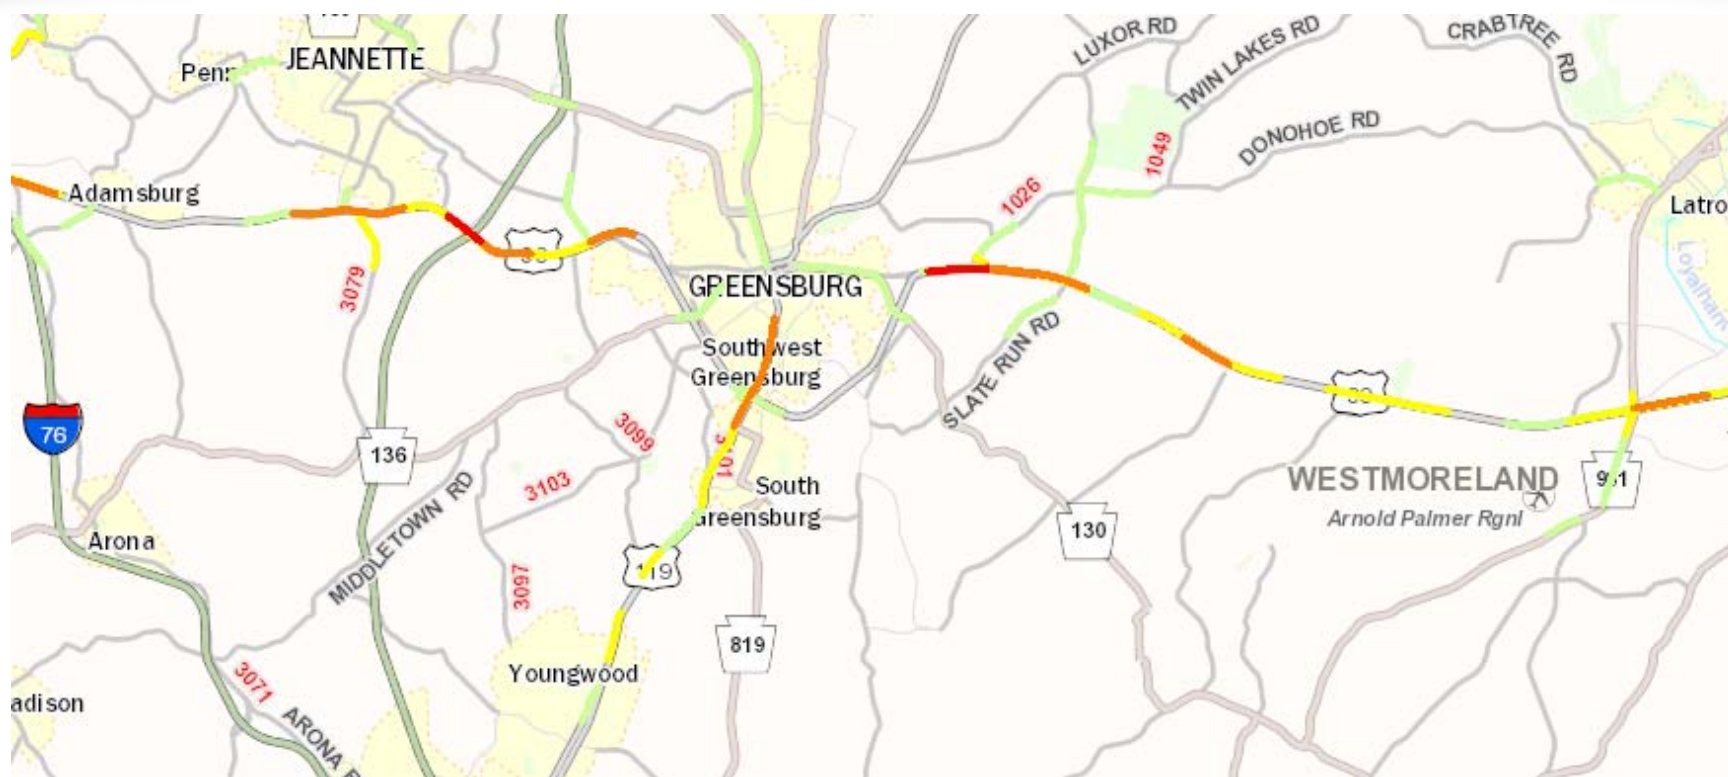 JEANNETTE
LUXOR RD
TWIN LAKES RD
CRABTREE RD
Penn
DONOHOE RD
1049
Adamsburg
1026
Latro
3079
GREENSBURG
Loyalhan
SLATE RUN RD
Southwest
Greensburg
76
136
3099
3103
MIDDLETOWN RD
South
Greensburg
WESTMORELAND
Arnold Palmer Rgnl
981
130
Arona
119
3097
819
Youngwood
3071
ARONA
adison